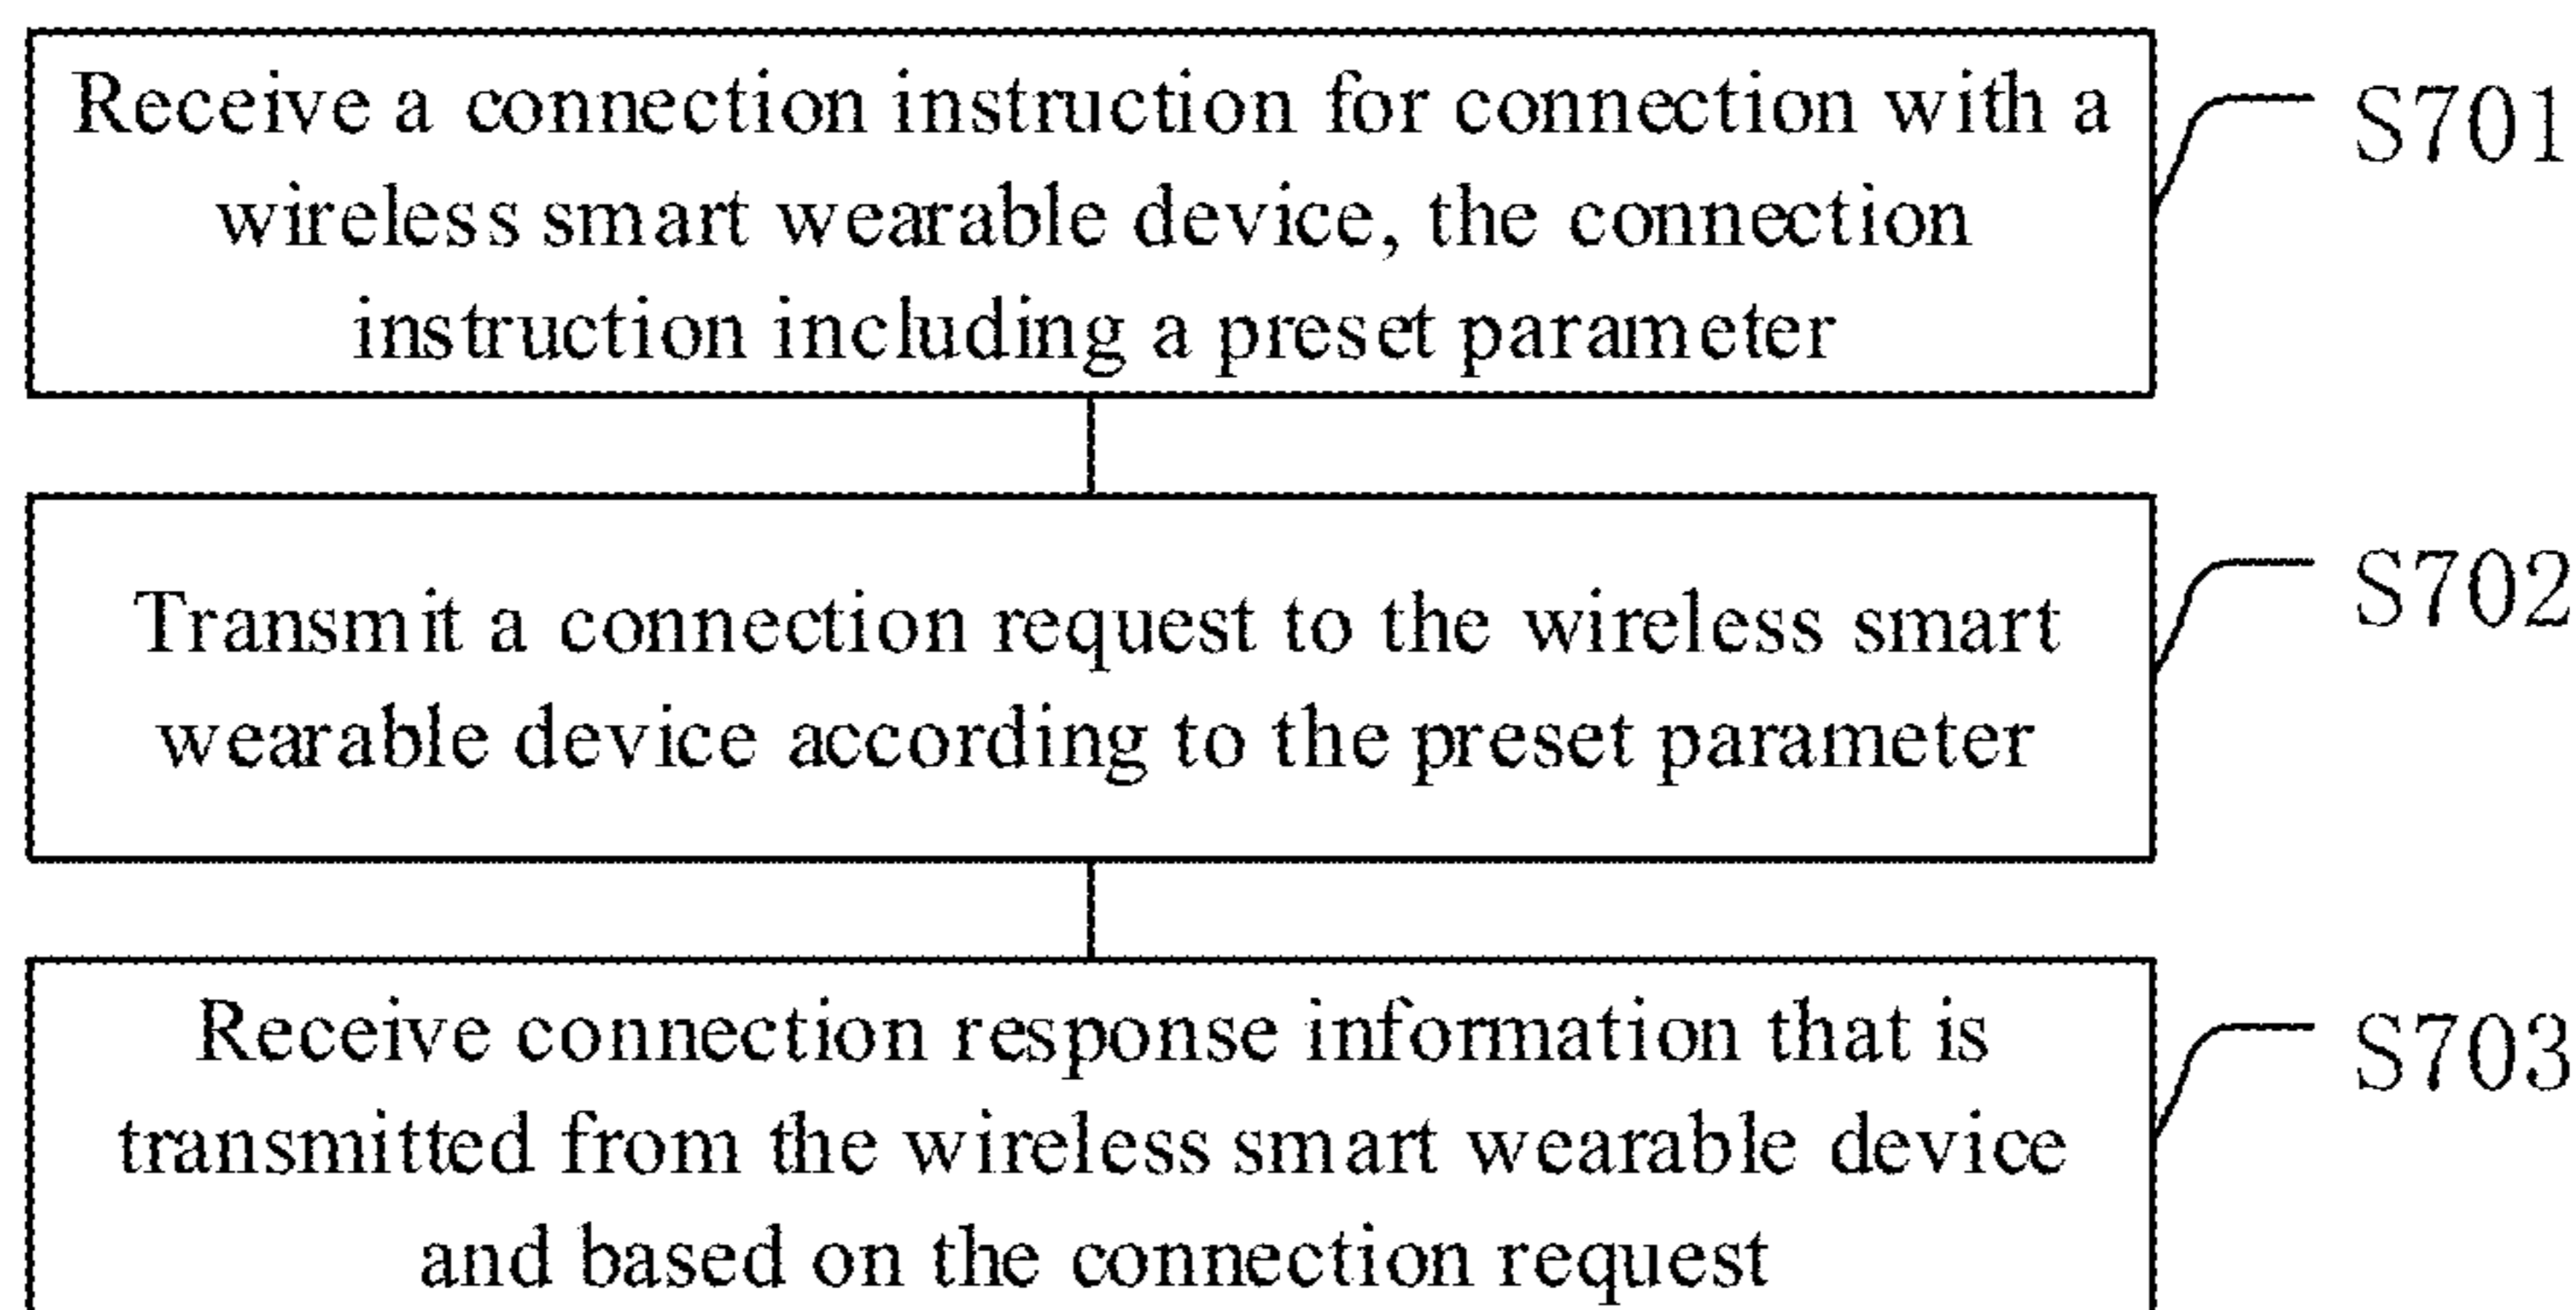 Receive a connection instruction for connection with a
S701
wireless smart wearable device, the connection
instruction including a preset parameter
Transmit a connection request to the wireless smart
S702
wearable device according to the preset parameter
Receive connection response information that is
S703
transmitted from the wireless smart wearable device
and based on the connection request